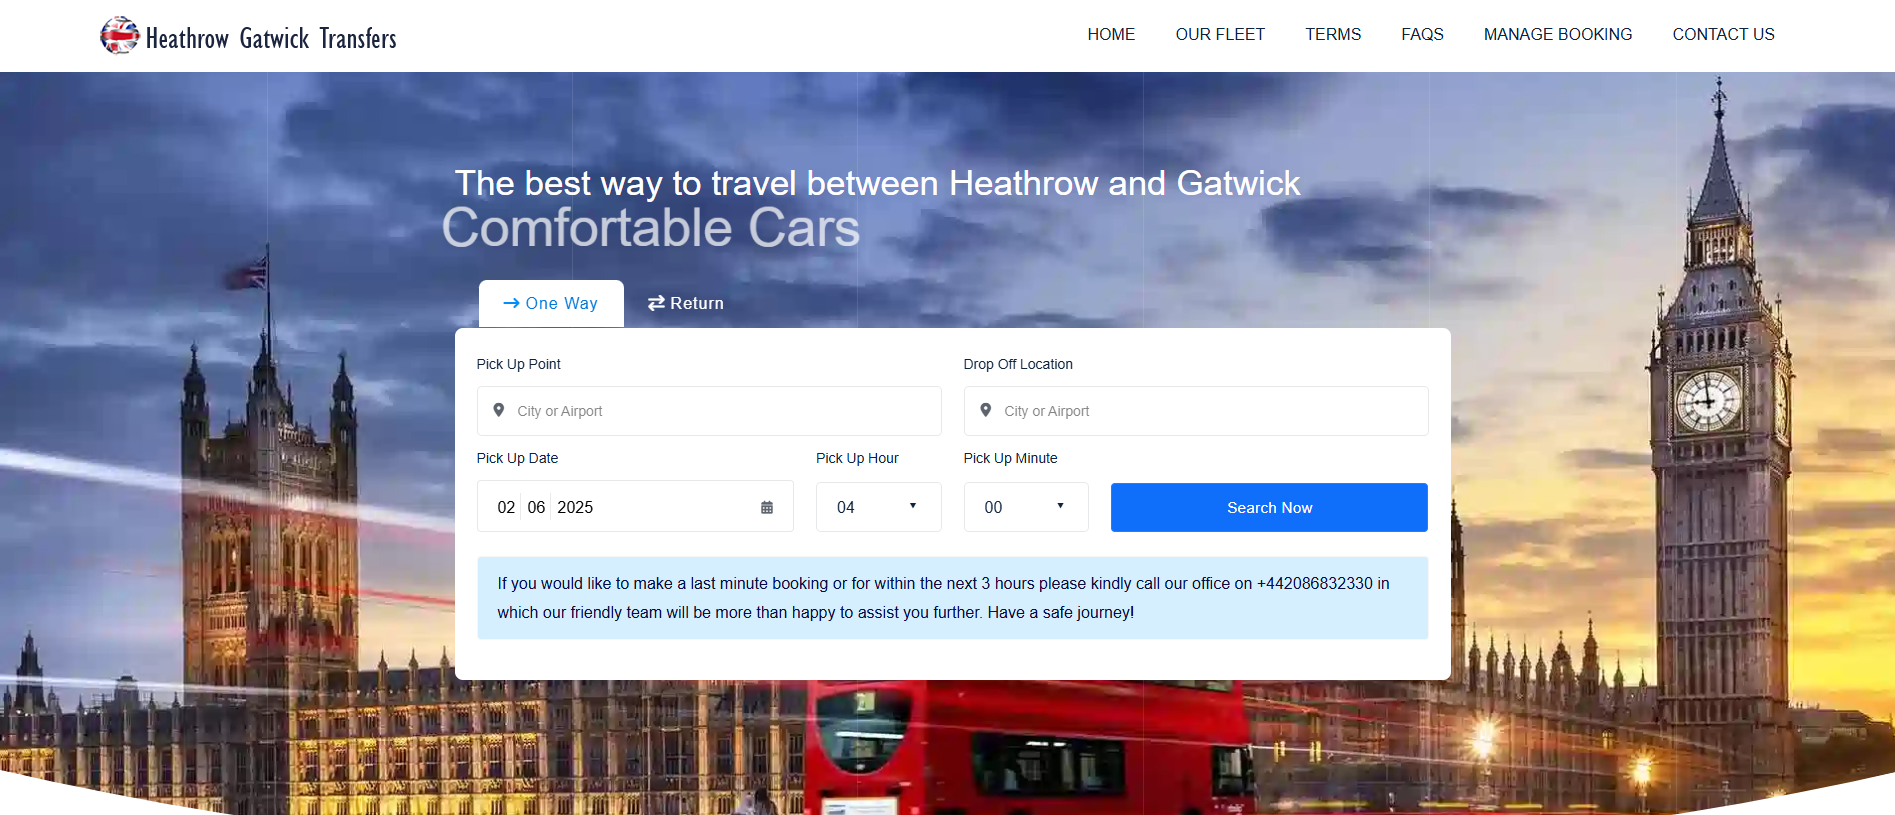 Heathrow Gatwick Transfers
HOME
OUR FLEET
TERMS
FAQS
MANAGE BOOKING
CONTACT US
The best way to travel between Heathrow and Gatwick
Comfortable Cars
One Way
Return
Pick Up Point
Drop Off Location
City or Airport
City or Airport
Pick Up Date
Pick Up Hour
Pick Up Minute
02 06 2025
04
00
Search Now
If you would like to make a last minute booking or for within the next 3 hours please kindly call our office on +442086832330 in
which our friendly team will be more than happy to assist you further. Have a safe journey!